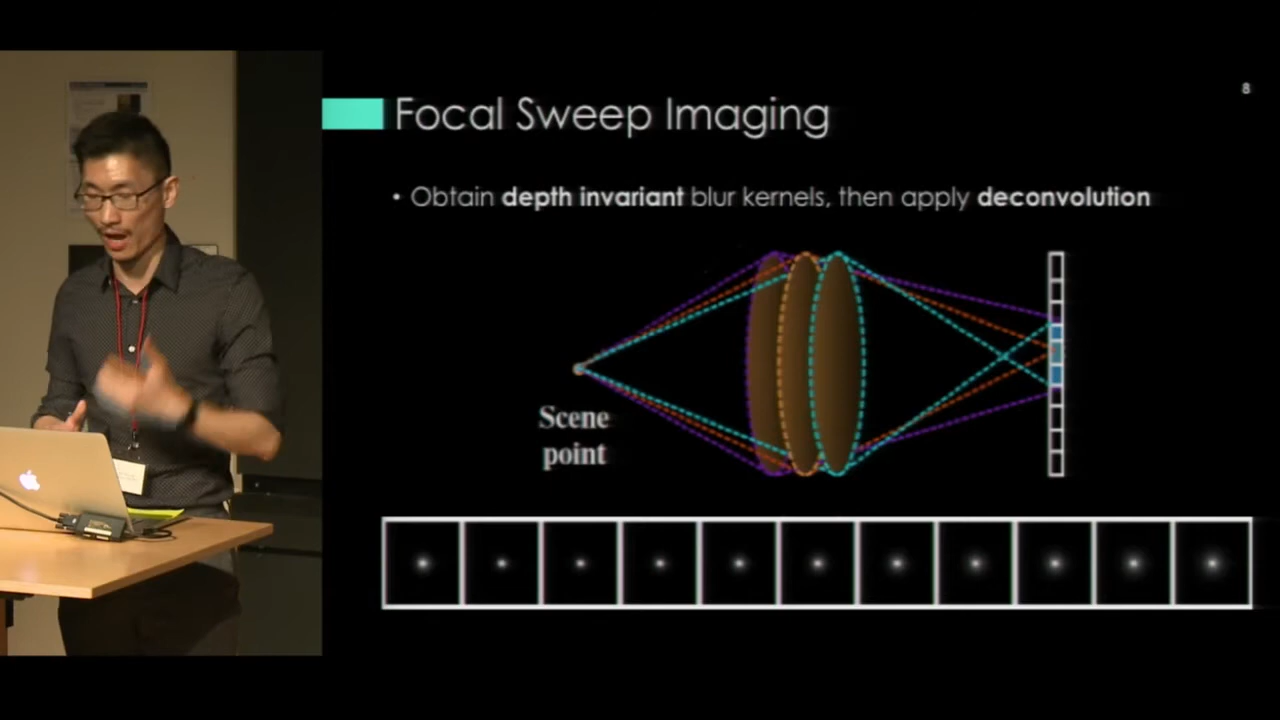 8
Focal Sweep Imaging
• Obtain depth invariant blur kernels, then apply deconvolution
Scene
point